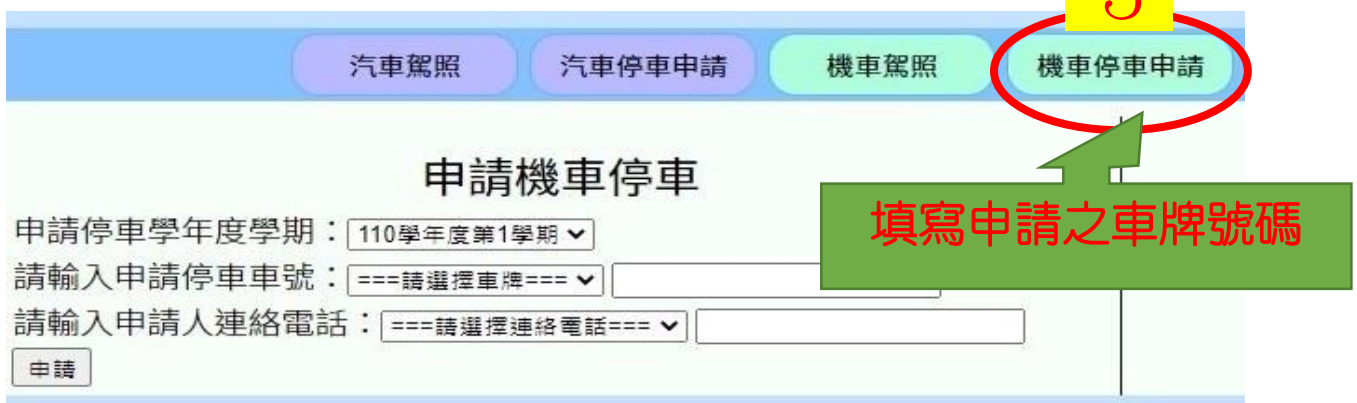 汽車駕照 汽車停車申請 機車駕照 機車停車申請
申請機車停車
填寫申請之車牌號碼
申請停車學年度學期：110學年度第1學期
請輸入申請停車車號：===請選擇車牌===
請輸入申請人連絡電話：===請選擇連絡電話===
申請